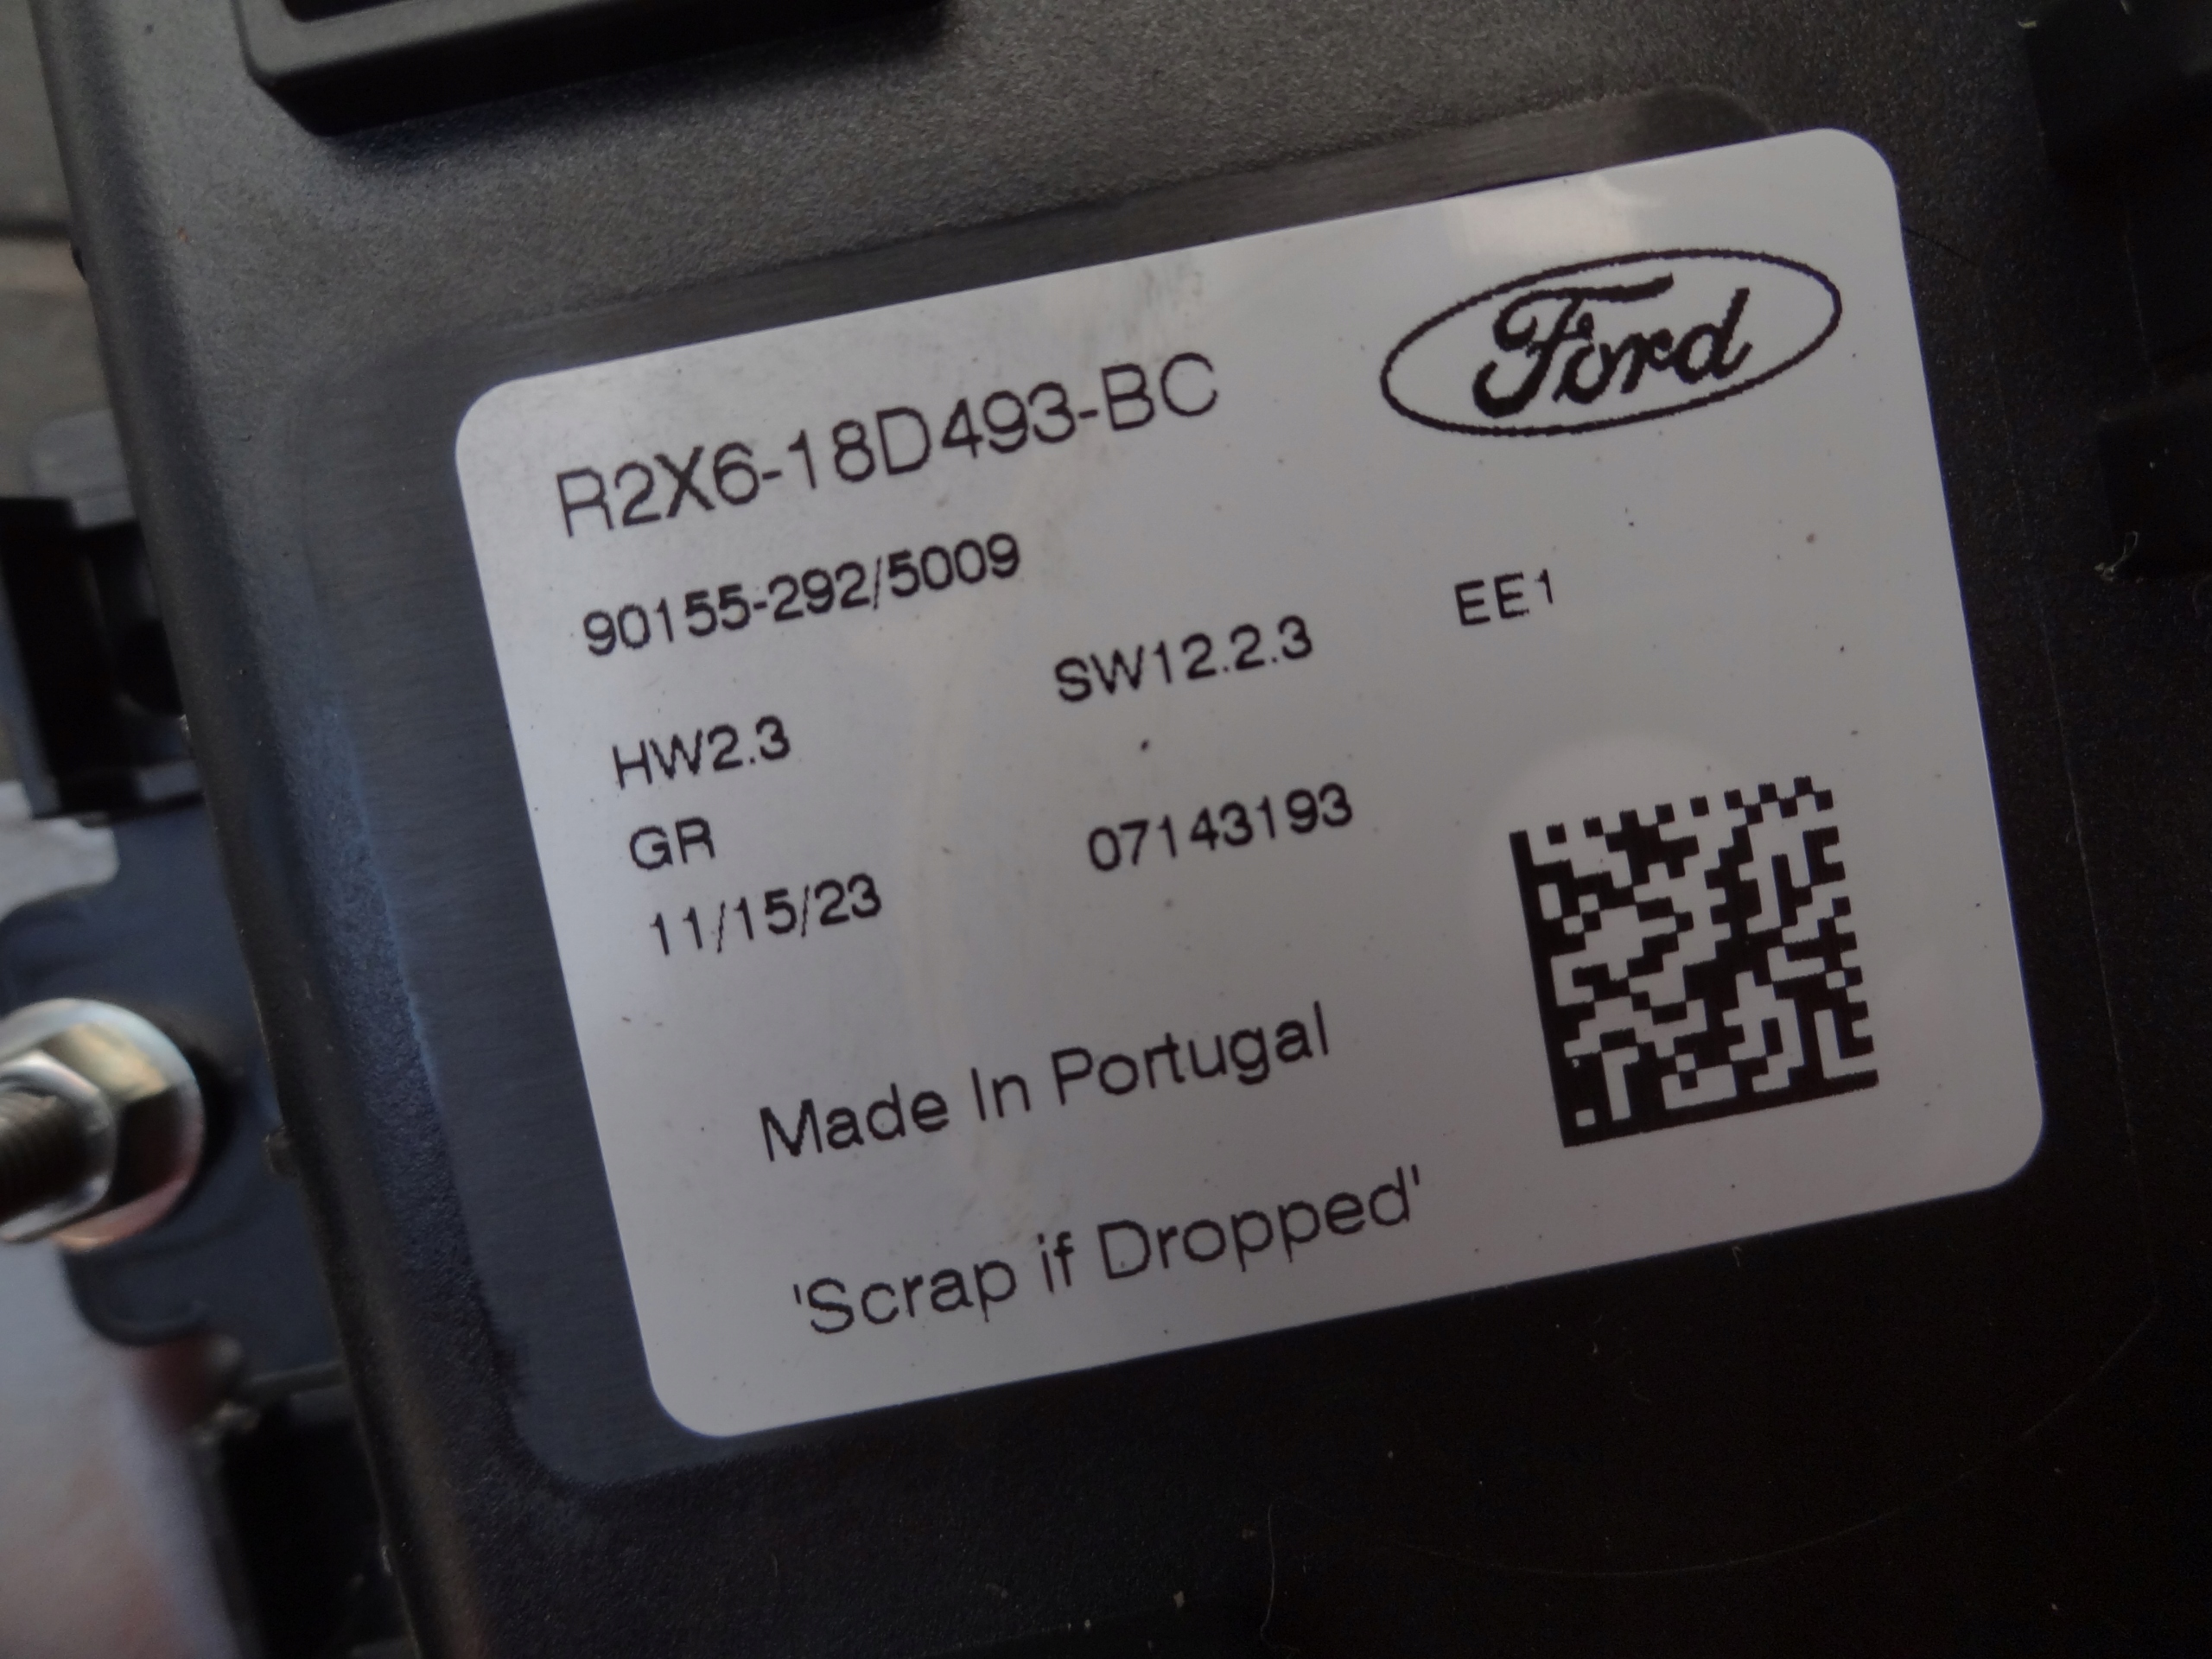 Ford
R2X6-18D493-BC
90155-292/5009
HW2.3 SW12.2.3 EE1
GR
11/15/23 07143193
Made In Portugal
'Scrap if Dropped'